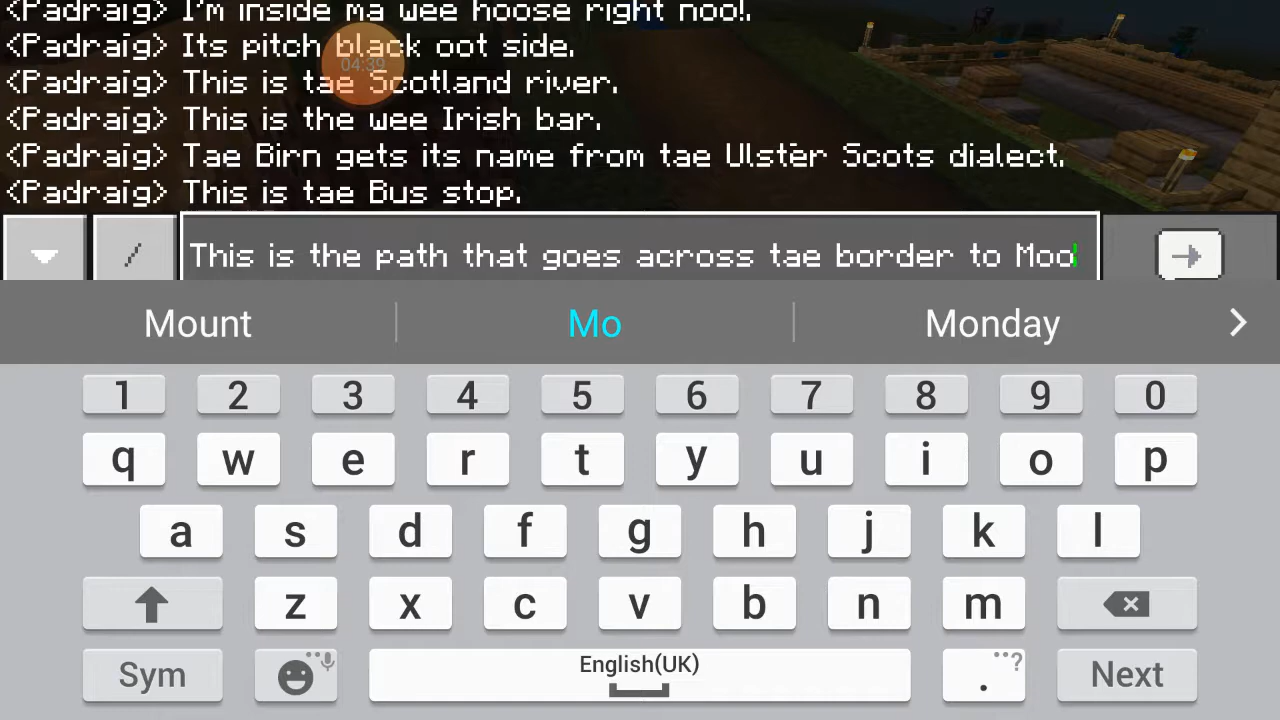 <Padraig> I'm inside ma wee hoose right noo!.
<Padraig> Its pitch black oot side.
04:39
<Padraig> This is tae Scotland river.
<Padraig> This is the wee Irish bar.
<Padraig> Tae Birn gets its name from tae Ulstèr Scots dialect.
<Padraig> This is tae Bus stop.
/ This is the path that goes across tae border to Moo
Mount Mo Monday
1 2 3 4 5 6 7 8 9 0
q w e r t y u i o p
a s d f g h j k l
z x c v b n m
Sym English(UK) . ? Next